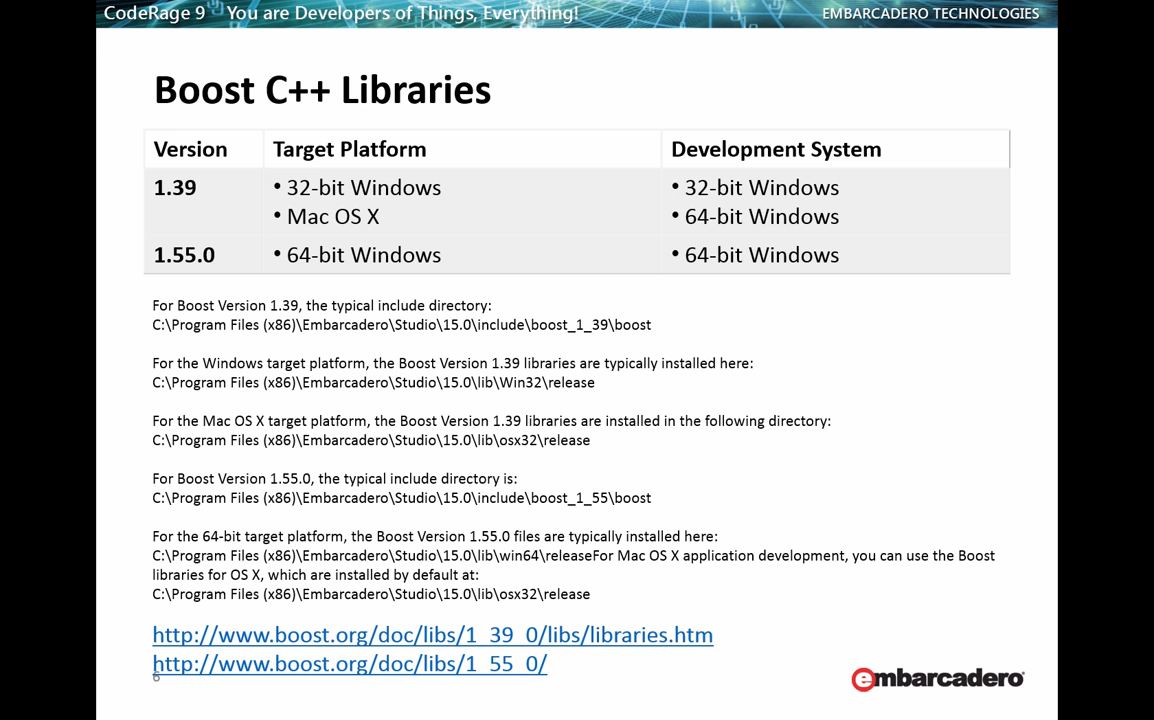 CodeRage 9 You are Developers of Things, Everything!
EMBARCADERO TECHNOLOGIES
Boost C++ Libraries
Version Target Platform Development System
1.39 • 32-bit Windows • 32-bit Windows
• Mac OS X • 64-bit Windows
1.55.0 • 64-bit Windows • 64-bit Windows
For Boost Version 1.39, the typical include directory:
C:\Program Files (x86)\Embarcadero\Studio\15.0\include\boost_1_39\boost
For the Windows target platform, the Boost Version 1.39 libraries are typically installed here:
C:\Program Files (x86)\Embarcadero\Studio\15.0\lib\Win32\release
For the Mac OS X target platform, the Boost Version 1.39 libraries are installed in the following directory:
C:\Program Files (x86)\Embarcadero\Studio\15.0\lib\osx32\release
For Boost Version 1.55.0, the typical include directory is:
C:\Program Files (x86)\Embarcadero\Studio\15.0\include\boost_1_55\boost
For the 64-bit target platform, the Boost Version 1.55.0 files are typically installed here:
C:\Program Files (x86)\Embarcadero\Studio\15.0\lib\win64\releaseFor Mac OS X application development, you can use the Boost
libraries for OS X, which are installed by default at:
C:\Program Files (x86)\Embarcadero\Studio\15.0\lib\osx32\release
http://www.boost.org/doc/libs/1_39_0/libs/libraries.htm
http://www.boost.org/doc/libs/1_55_0/
6
embarcadero